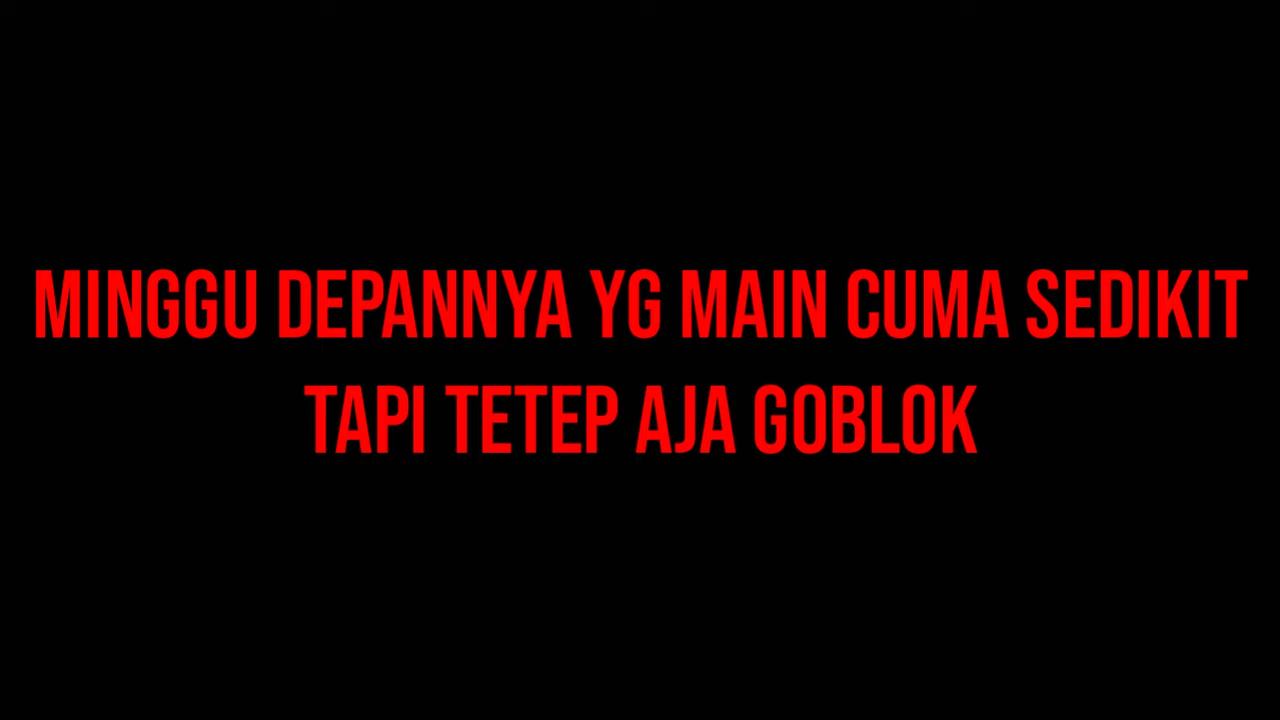 MINGGU DEPANNYA YG MAIN CUMA SEDIKIT
TAPI TETEP AJA GOBLOK